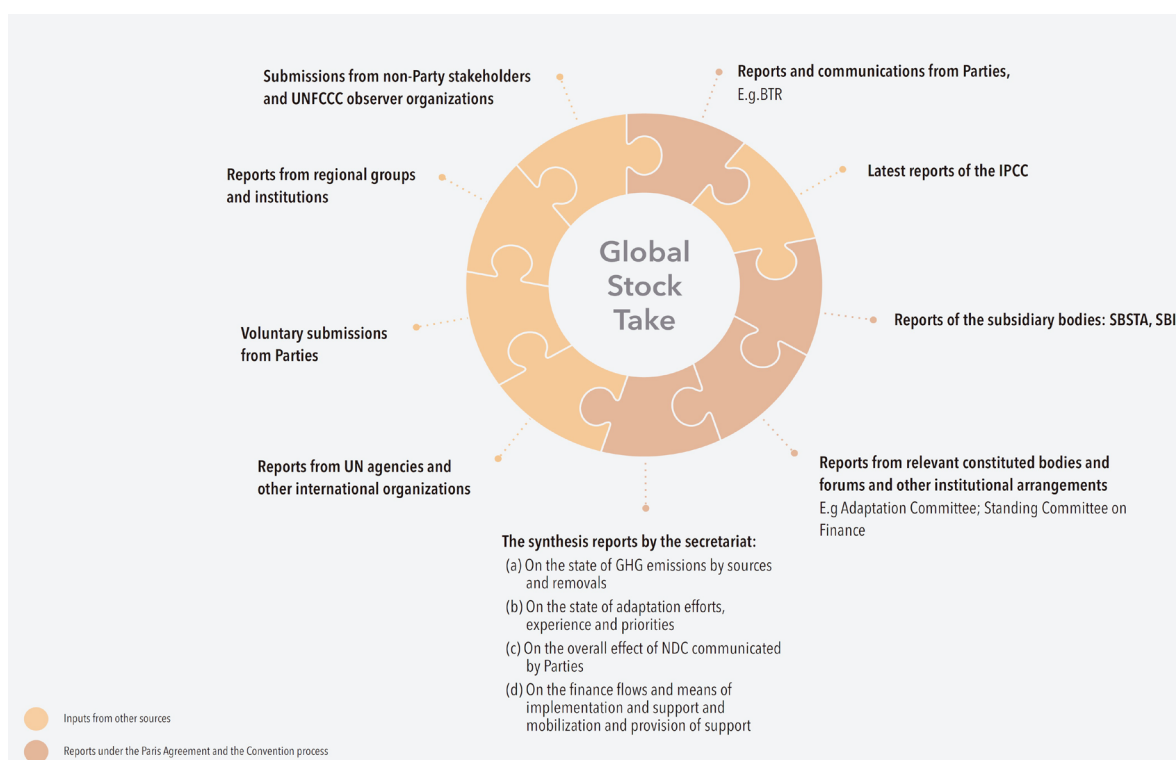 Submissions from non-Party stakeholders
and UNFCCC observer organizations
Reports and communications from Parties,
E.g.BTR
Latest reports of the IPCC
Reports from regional groups
and institutions
Global
Stock
Take
Reports of the subsidiary bodies: SBSTA, SBI
Voluntary submissions
from Parties
Reports from UN agencies and
other international organizations
Reports from relevant constituted bodies and
forums and other institutional arrangements
E.g Adaptation Committee; Standing Committee on
Finance
The synthesis reports by the secretariat:
(a) On the state of GHG emissions by sources
and removals
(b) On the state of adaptation efforts,
experience and priorities
(c) On the overall effect of NDC communicated
by Parties
(d) On the finance flows and means of
implementation and support and
mobilization and provision of support
Inputs from other sources
Reports under the Paris Agreement and the Convention process